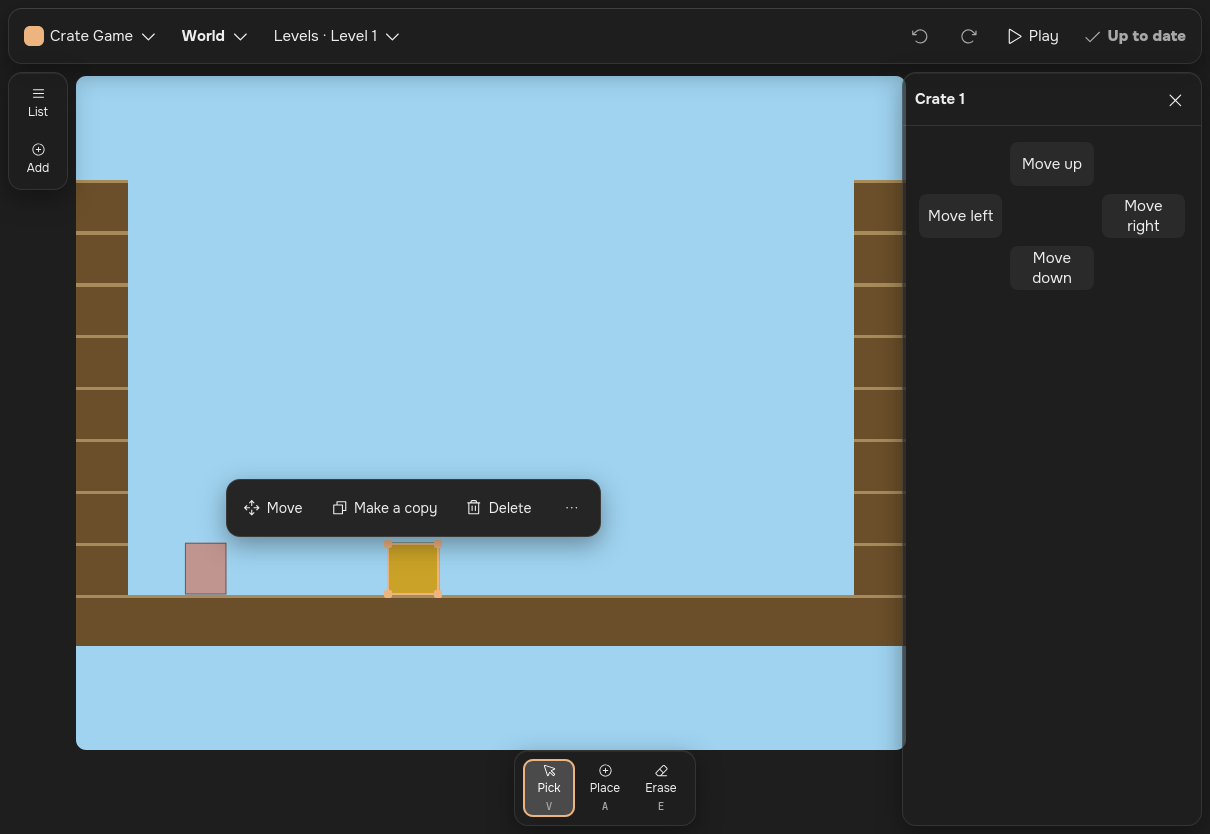 Crate Game
World
Levels · Level 1
Play
Up to date
List
Add
Crate 1
Move up
Move left
Move
right
Move
down
Move
Make a copy
Delete
...
Pick
V
Place
A
Erase
E